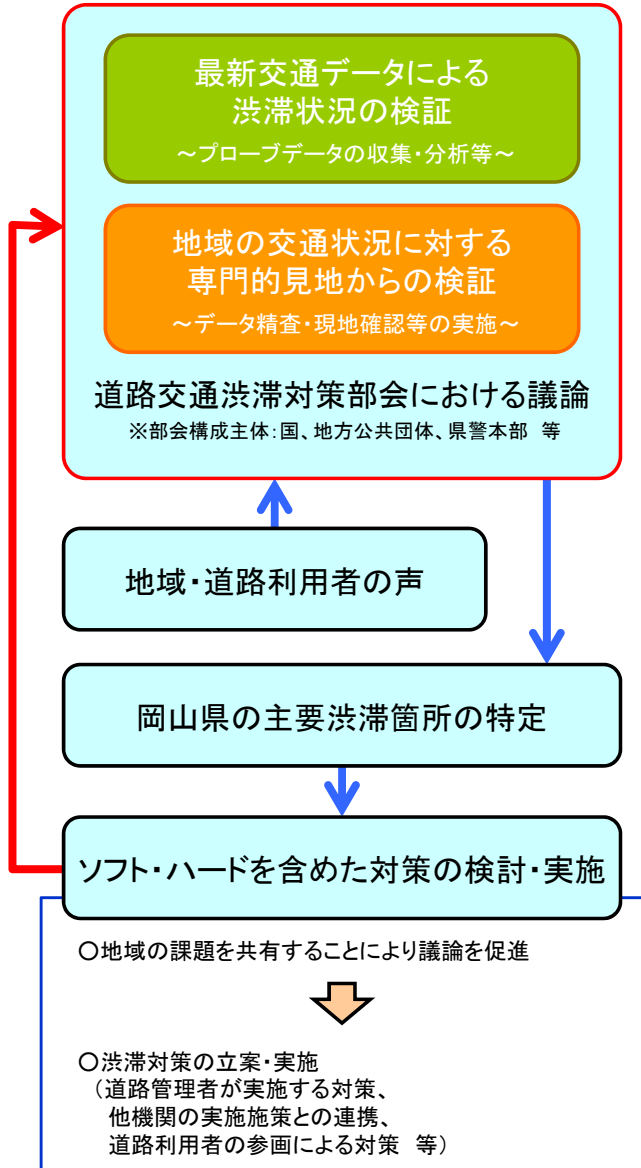 最新交通データによる
渋滞状況の検証
～プローブデータの収集・分析等～
地域の交通状況に対する
専門的見地からの検証
～データ精査・現地確認等の実施～
道路交通渋滞対策部会における議論
※部会構成主体：国、地方公共団体、県警本部　等
地域・道路利用者の声
岡山県の主要渋滞箇所の特定
ソフト・ハードを含めた対策の検討・実施
○地域の課題を共有することにより議論を促進
○渋滞対策の立案・実施
（道路管理者が実施する対策、
他機関の実施施策との連携、
道路利用者の参画による対策　等）